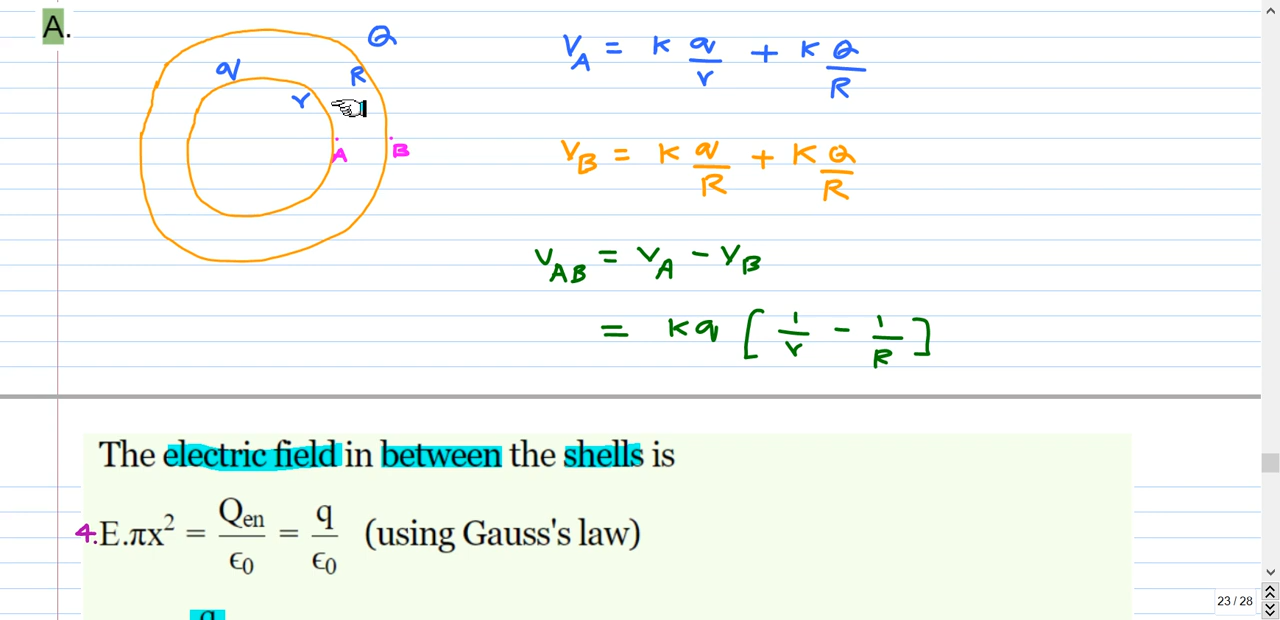 A.
Q
q
R
r
A
B
V_A = K q/r + K Q/R
V_B = K q/R + K Q/R
V_AB = V_A - V_B
= Kq [ 1/r - 1/R ]
The electric field in between the shells is
4.E.πx² = Q_en/ϵ₀ = q/ϵ₀ (using Gauss's law)
q
23 / 28